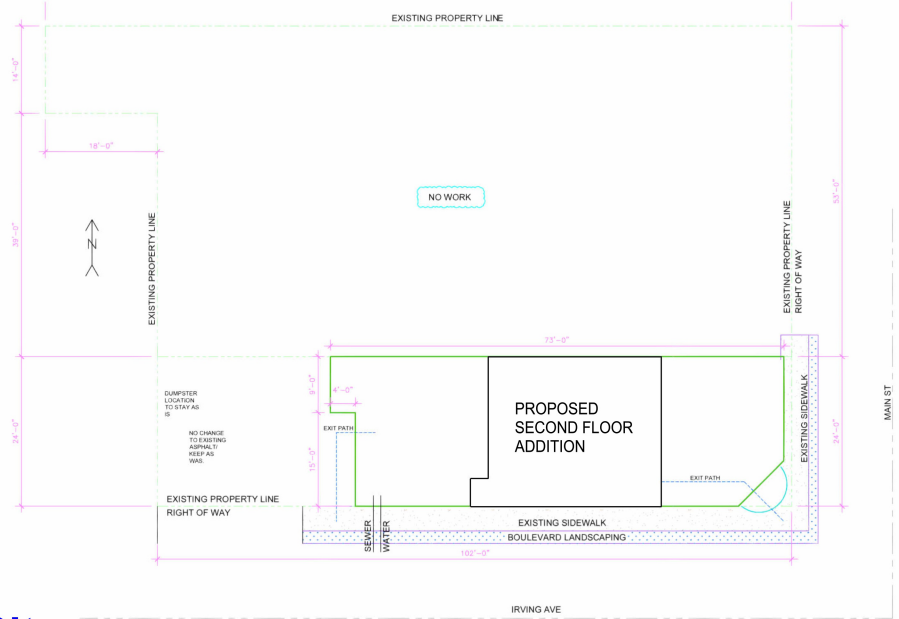 EXISTING PROPERTY LINE
14'-0"
18'-0"
NO WORK
53'-0"
39'-0"
N
EXISTING PROPERTY LINE
EXISTING PROPERTY LINE
RIGHT OF WAY
73'-0"
9'-0"
4'-0"
DUMPSTER
LOCATION
TO STAY AS
IS
PROPOSED
SECOND FLOOR
ADDITION
EXISTING SIDEWALK
MAIN ST
24'-0"
24'-0"
NO CHANGE
TO EXISTING
ASPHALT/
KEEP AS
WAS.
EXIT PATH
15'-0"
EXIT PATH
EXISTING PROPERTY LINE
RIGHT OF WAY
SEWER
WATER
EXISTING SIDEWALK
BOULEVARD LANDSCAPING
102'-0"
IRVING AVE